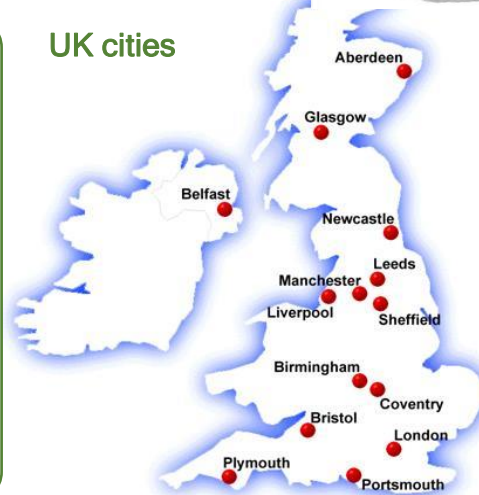 UK cities
Aberdeen
Glasgow
Belfast
Newcastle
Leeds
Manchester
Liverpool
Sheffield
Birmingham
Coventry
Bristol
London
Plymouth
Portsmouth